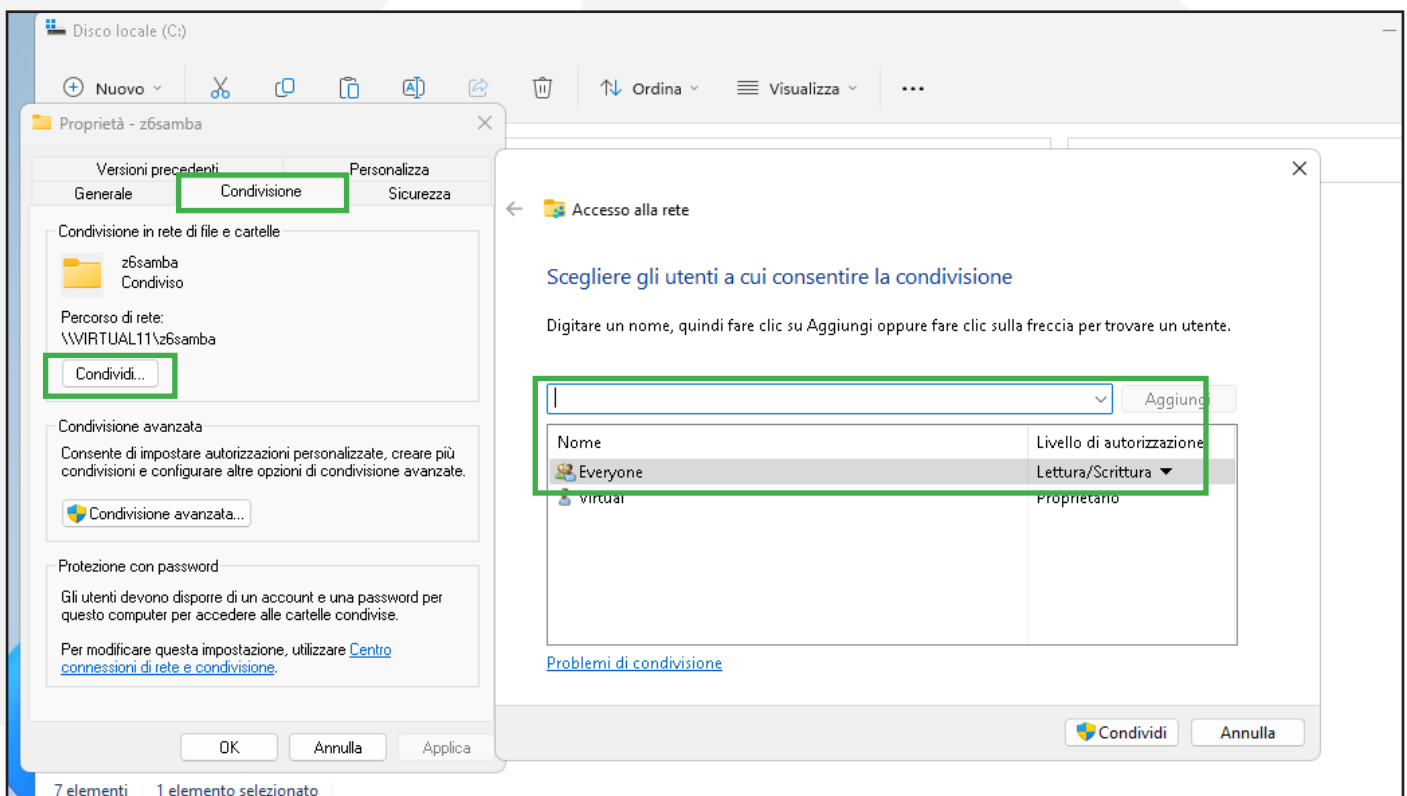 Disco locale (C:)
Nuovo
Ordina
Visualizza
Proprietà - z6samba
Versioni precedenti
Personalizza
Generale
Condivisione
Sicurezza
Condivisione in rete di file e cartelle
z6samba
Condiviso
Percorso di rete:
\\VIRTUAL11\z6samba
Condividi...
Condivisione avanzata
Consente di impostare autorizzazioni personalizzate, creare più
condivisioni e configurare altre opzioni di condivisione avanzate.
Condivisione avanzata...
Protezione con password
Gli utenti devono disporre di un account e una password per
questo computer per accedere alle cartelle condivise.
Per modificare questa impostazione, utilizzare Centro
connessioni di rete e condivisione.
OK
Annulla
Applica
Accesso alla rete
Scegliere gli utenti a cui consentire la condivisione
Digitare un nome, quindi fare clic su Aggiungi oppure fare clic sulla freccia per trovare un utente.
Aggiungi
Nome
Livello di autorizzazione
Everyone
Lettura/Scrittura
Virtual
Proprietario
Problemi di condivisione
Condividi
Annulla
7 elementi
1 elemento selezionato